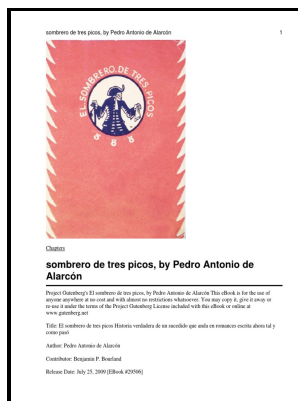 sombrero de tres picos, by Pedro Antonio de Alarcón 1
EL SOMBRERO DE TRES PICOS
8 8 8
Chapters
sombrero de tres picos, by Pedro Antonio de
Alarcón
Project Gutenberg's El sombrero de tres picos, by Pedro Antonio de Alarcón This eBook is for the use of
anyone anywhere at no cost and with almost no restrictions whatsoever. You may copy it, give it away or
re-use it under the terms of the Project Gutenberg License included with this eBook or online at
www.gutenberg.net
Title: El sombrero de tres picos Historia verdadera de un sucedido que anda en romances escrita ahora tal y
como pasó
Author: Pedro Antonio de Alarcón
Contributor: Benjamin P. Bourland
Release Date: July 25, 2009 [EBook #29506]